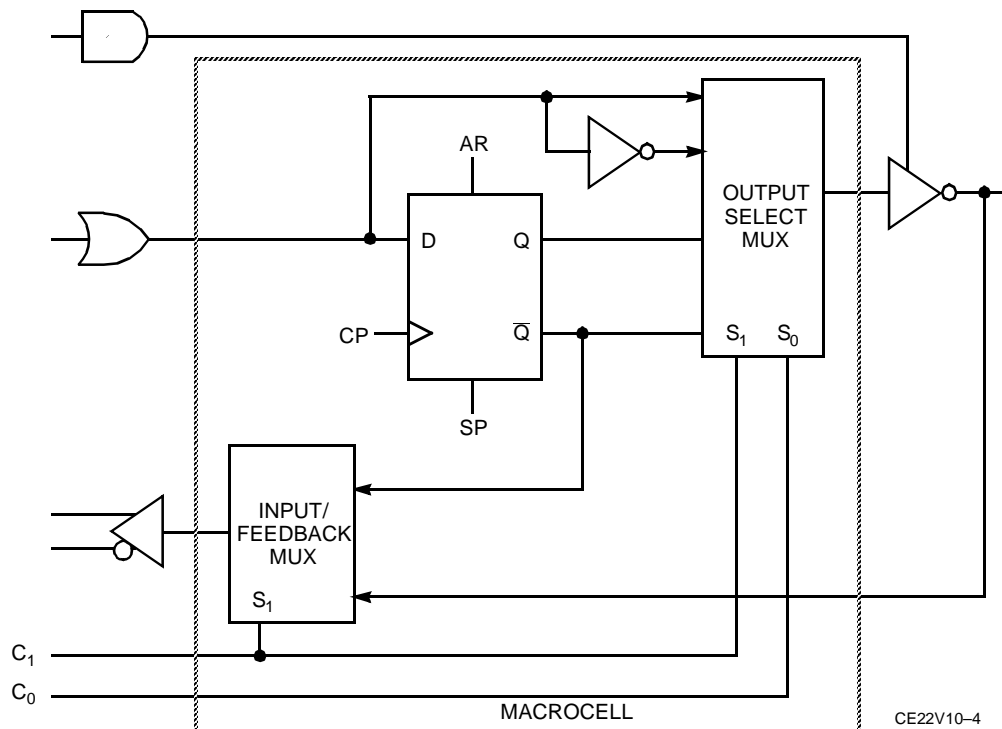 AR
D
Q
OUTPUT
SELECT
MUX
CP
Q̅
S₁
S₀
SP
INPUT/
FEEDBACK
MUX
S₁
C₁
C₀
MACROCELL
CE22V10–4